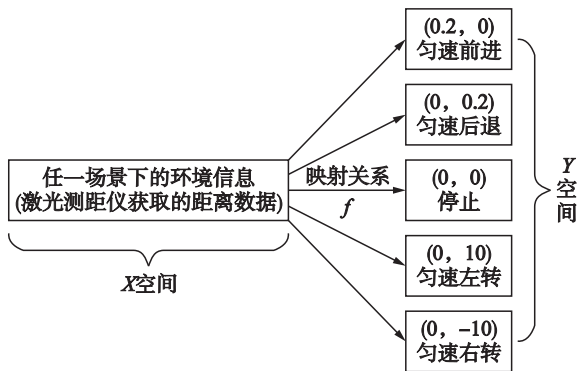 (0.2，0)
匀速前进
(0，0.2)
匀速后退
任一场景下的环境信息
(激光测距仪获取的距离数据)
映射关系
f
(0，0)
停止
Y
空
间
X空间
(0，10)
匀速左转
(0，-10)
匀速右转